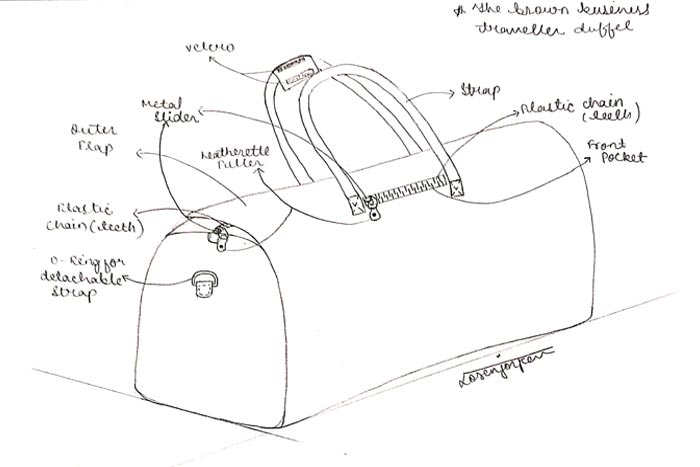 * The brown business
traveller duffel
Velcro
Metal
Slider
Strap
Plastic chain
(teeth)
Outer
Flap
Leatherette
Puller
Front
Pocket
Plastic
Chain (teeth)
D-Ring for
detachable
Strap